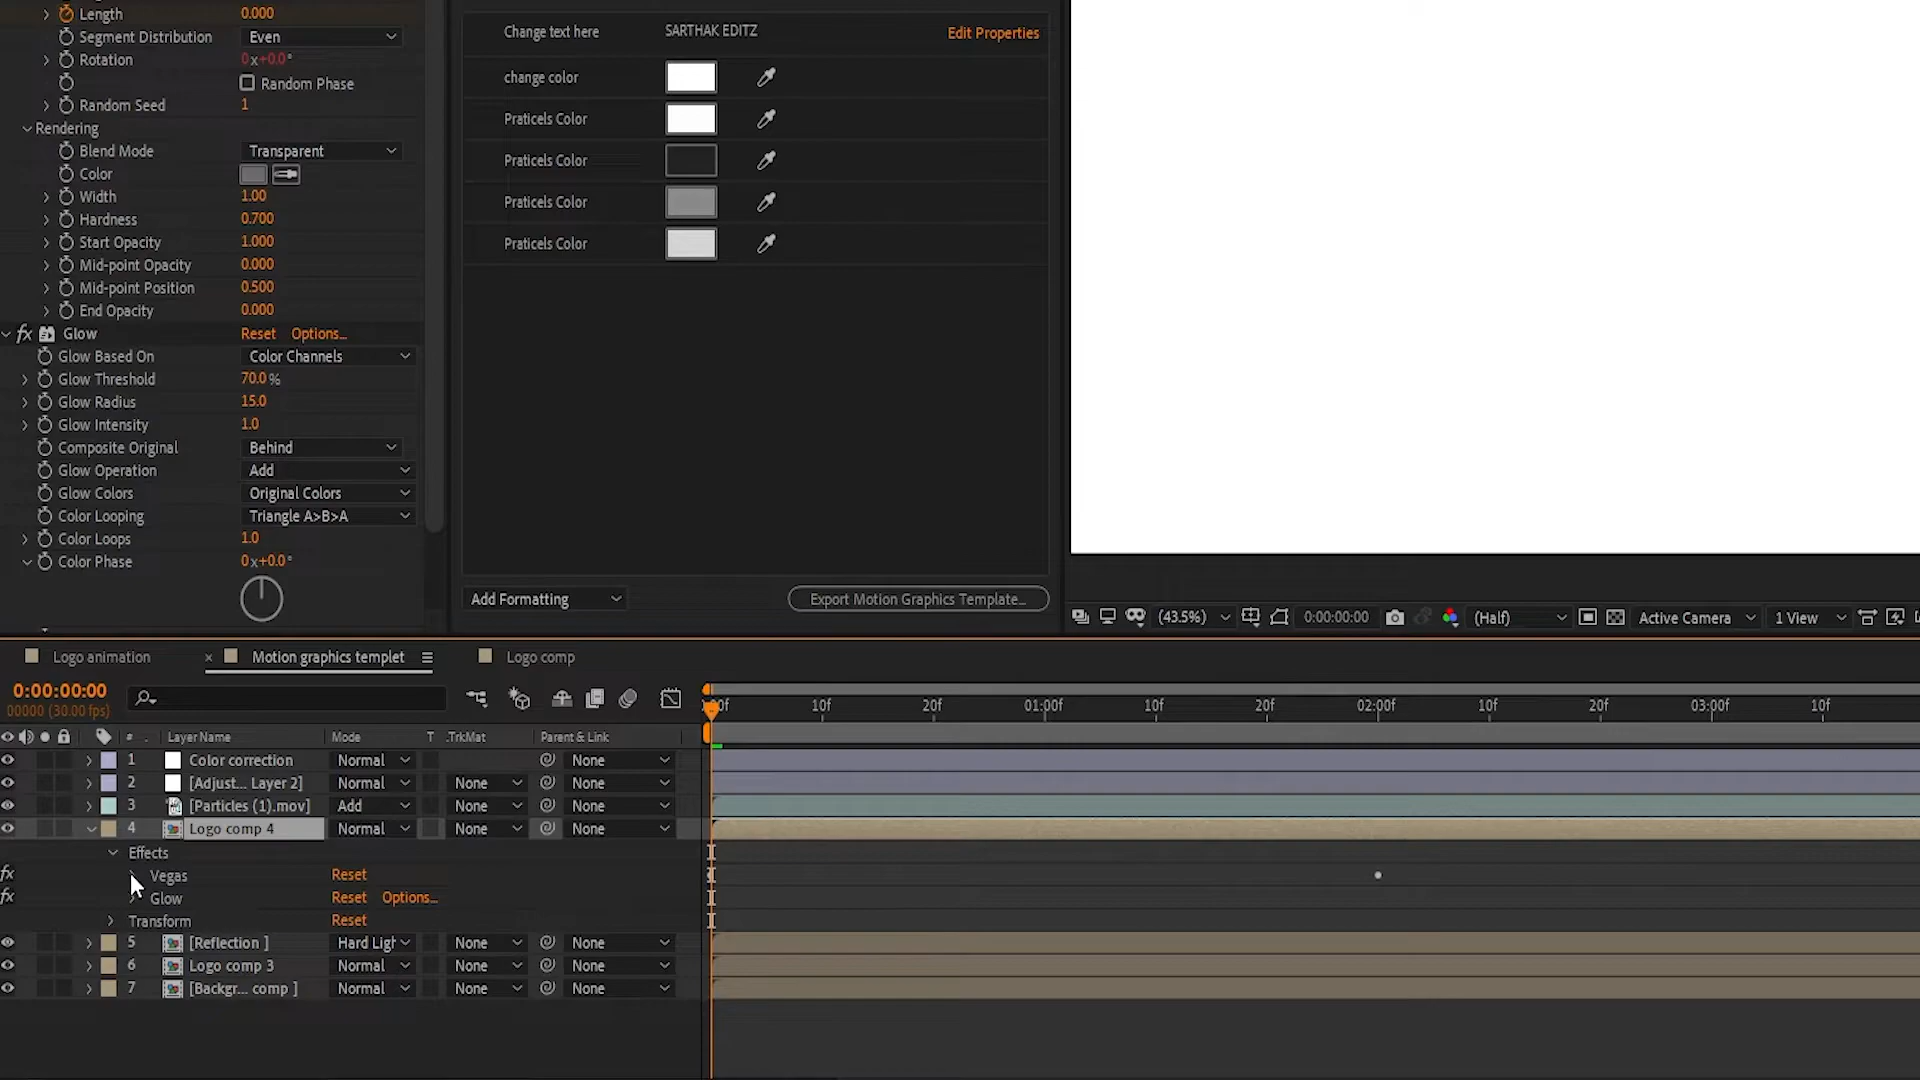 Length 0.000
Segment Distribution Even
Rotation 0x+0.0°
Random Phase
Random Seed 1
Rendering
Blend Mode Transparent
Color
Width 1.00
Hardness 0.700
Start Opacity 1.000
Mid-point Opacity 0.000
Mid-point Position 0.500
End Opacity 0.000
fx Glow Reset Options...
Glow Based On Color Channels
Glow Threshold 70.0 %
Glow Radius 15.0
Glow Intensity 1.0
Composite Original Behind
Glow Operation Add
Glow Colors Original Colors
Color Looping Triangle A>B>A
Color Loops 1.0
Color Phase 0x+0.0°
Change text here SARTHAK EDITZ Edit Properties
change color
Praticels Color
Praticels Color
Praticels Color
Praticels Color
Add Formatting Export Motion Graphics Template...
(43.5%) 0:00:00:00 (Half) Active Camera 1 View
Logo animation × Motion graphics templet Logo comp
0:00:00:00
00000 (30.00 fps)
10f 20f 01:00f 10f 20f 02:00f 10f 20f 03:00f 10f
# Layer Name Mode T .TrkMat Parent & Link
1 Color correction Normal None
2 [Adjust... Layer 2] Normal None None
3 [Particles (1).mov] Add None None
4 Logo comp 4 Normal None None
Effects
fx Vegas Reset
fx Glow Reset Options...
Transform Reset
5 [Reflection ] Hard Ligh None None
6 Logo comp 3 Normal None None
7 [Backgr... comp ] Normal None None